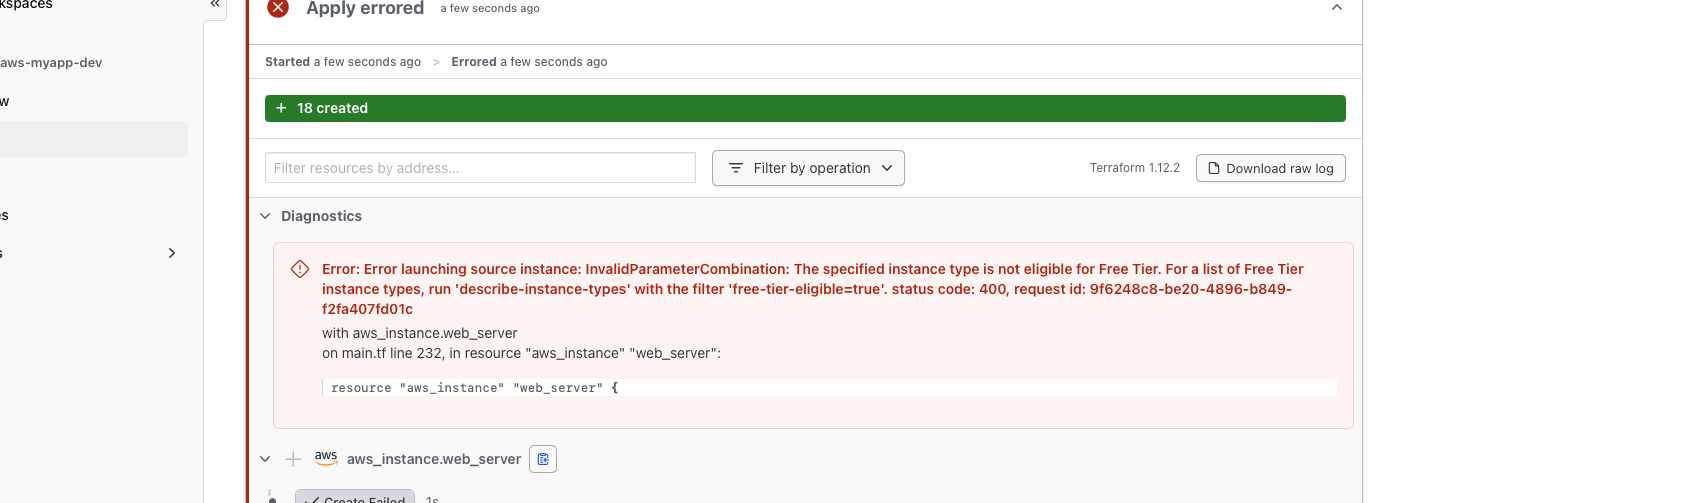 kspaces
«
Apply errored a few seconds ago
aws-myapp-dev
Started a few seconds ago > Errored a few seconds ago
w
+ 18 created
Filter resources by address...
Filter by operation
Terraform 1.12.2
Download raw log
es
Diagnostics
s
Error: Error launching source instance: InvalidParameterCombination: The specified instance type is not eligible for Free Tier. For a list of Free Tier
instance types, run 'describe-instance-types' with the filter 'free-tier-eligible=true'. status code: 400, request id: 9f6248c8-be20-4896-b849-
f2fa407fd01c
with aws_instance.web_server
on main.tf line 232, in resource "aws_instance" "web_server":
resource "aws_instance" "web_server" {
aws aws_instance.web_server
Create Failed 1s